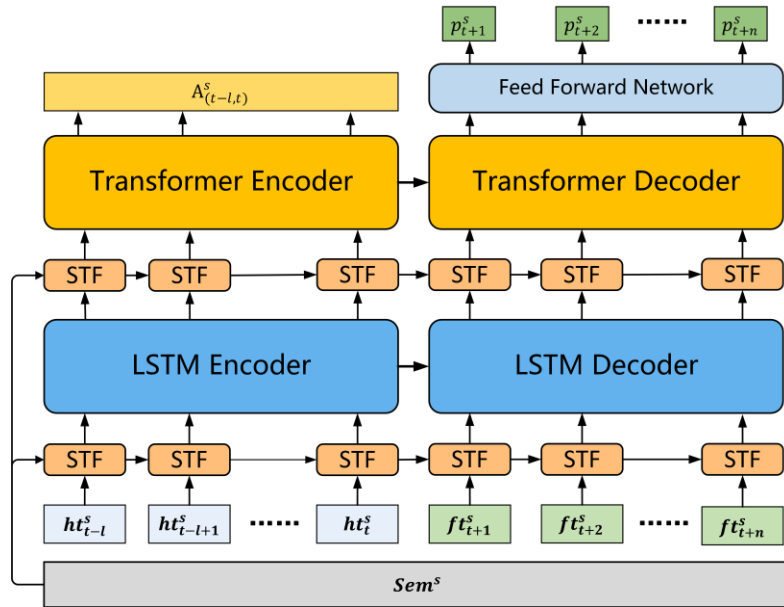 p^s_{t+1} p^s_{t+2} ...... p^s_{t+n}
A^s_{(t−l,t)} Feed Forward Network
Transformer Encoder Transformer Decoder
STF STF STF STF STF STF
LSTM Encoder LSTM Decoder
STF STF STF STF STF STF
ht^s_{t−l} ht^s_{t−l+1} ...... ht^s_t ft^s_{t+1} ft^s_{t+2} ...... ft^s_{t+n}
Sem^s